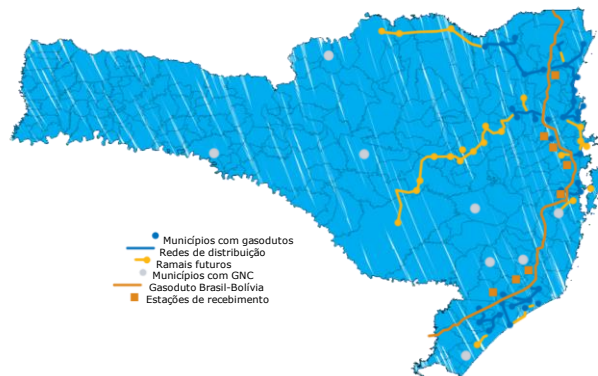 Municípios com gasodutos
Redes de distribuição
Ramais futuros
Municípios com GNC
Gasoduto Brasil-Bolívia
Estações de recebimento